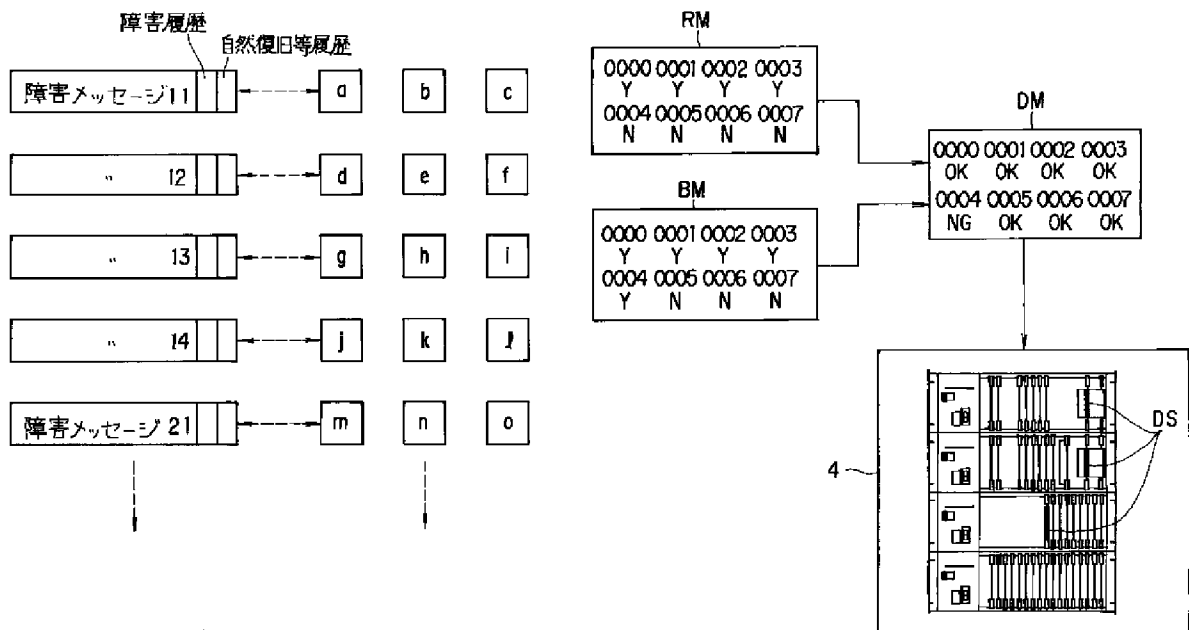 障害履歴
自然復旧等履歴
障害メッセージ11 a b c
〃 12 d e f
〃 13 g h i
〃 14 j k l
障害メッセージ21 m n o
RM
0000 0001 0002 0003
Y Y Y Y
0004 0005 0006 0007
N N N N
BM
0000 0001 0002 0003
Y Y Y Y
0004 0005 0006 0007
Y N N N
DM
0000 0001 0002 0003
OK OK OK OK
0004 0005 0006 0007
NG OK OK OK
4
DS